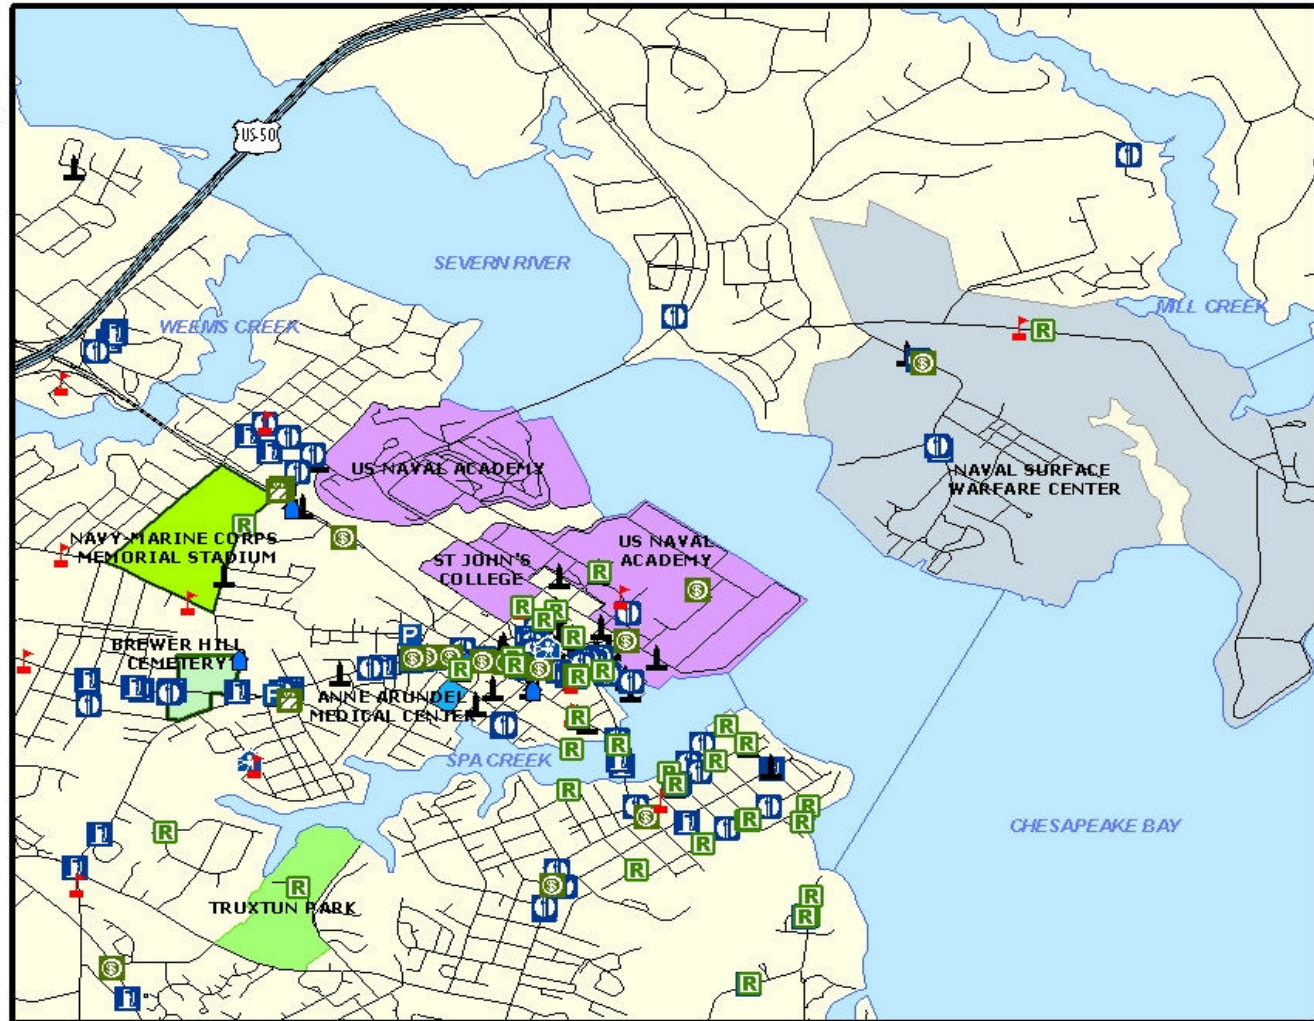 US-50
SEVERN RIVER
MILL CREEK
WEEMS CREEK
R
US NAVAL ACADEMY
NAVAL SURFACE
WARFARE CENTER
R
NAVY-MARINE CORPS
MEMORIAL STADIUM
US NAVAL
ACADEMY
ST JOHN'S
COLLEGE
R
R
R
R
R
P
BREWER HILL
CEMETERY
R
R
R
R
P
ANNE ARUNDEL
MEDICAL CENTER
R
R
R
R
R
SPA CREEK
R
R
R
R
R
R
R
CHESAPEAKE BAY
R
R
R
R
TRUXTUN PARK
R
R
R